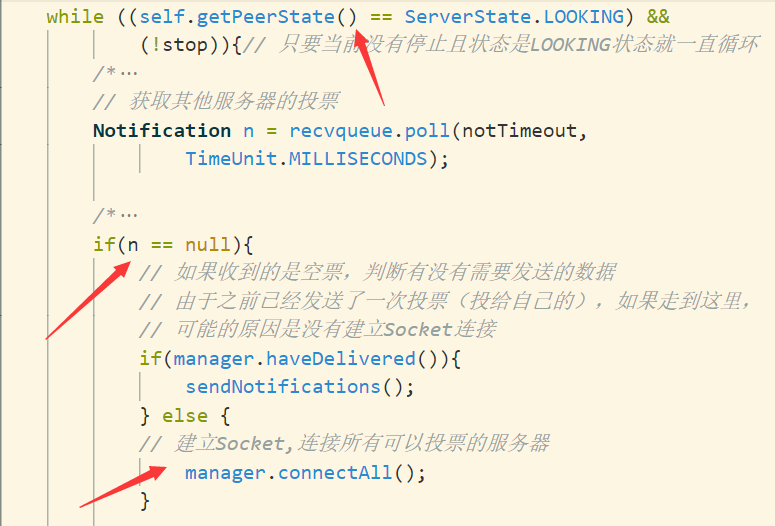 while ((self.getPeerState() == ServerState.LOOKING) &&
(!stop)){// 只要当前没有停止且状态是LOOKING状态就一直循环
/*…
// 获取其他服务器的投票
Notification n = recvqueue.poll(notTimeout,
TimeUnit.MILLISECONDS);
/*…
if(n == null){
// 如果收到的是空票，判断有没有需要发送的数据
// 由于之前已经发送了一次投票（投给自己的），如果走到这里，
// 可能的原因是没有建立Socket连接
if(manager.haveDelivered()){
sendNotifications();
} else {
// 建立Socket,连接所有可以投票的服务器
manager.connectAll();
}